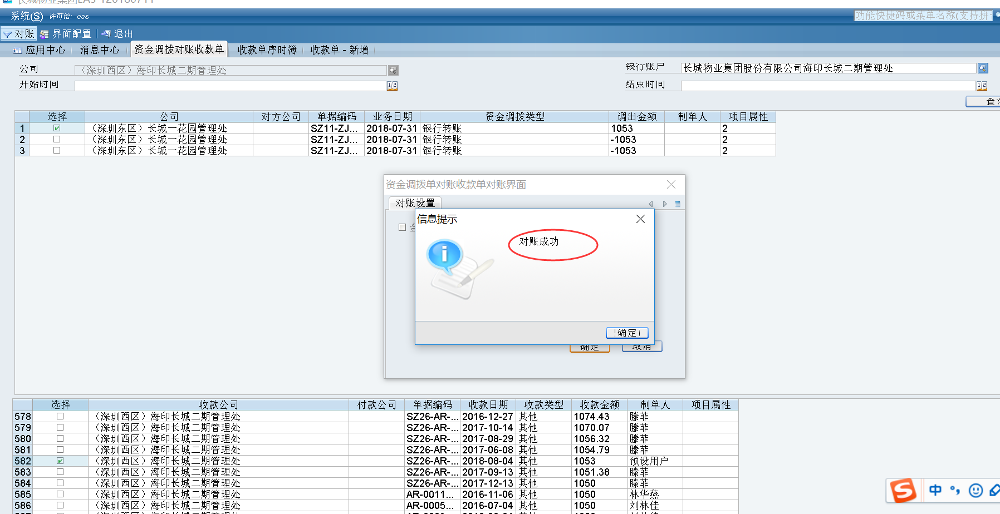 长城物业集团EAS-120180711
系统(S) 许可给: eas 功能快捷码或菜单名称(支持拼
对账 界面配置 退出
应用中心 消息中心 资金调拨对账收款单 收款单序时簿 收款单 - 新增
公司 （深圳西区）海印长城二期管理处 银行账户 长城物业集团股份有限公司海印长城二期管理处
开始时间 结束时间
查
选择 公司 对方公司 单据编码 业务日期 资金调拨类型 调出金额 制单人 项目属性
1 （深圳东区）长城一花园管理处 SZ11-ZJ... 2018-07-31 银行转账 1053 2
2 （深圳东区）长城一花园管理处 SZ11-ZJ... 2018-07-31 银行转账 -1053 2
3 （深圳东区）长城一花园管理处 SZ11-ZJ... 2018-07-31 银行转账 -1053 2
资金调拨单对账收款单对账界面
对账设置
信息提示
对账成功
确定
确定 取消
选择 收款公司 付款公司 单据编码 收款日期 收款类型 收款金额 制单人 项目属性
578 （深圳西区）海印长城二期管理处 SZ26-AR-... 2016-12-27 其他 1074.43 滕菲
579 （深圳西区）海印长城二期管理处 SZ26-AR-... 2017-10-14 其他 1070.07 滕菲
580 （深圳西区）海印长城二期管理处 SZ26-AR-... 2017-08-29 其他 1056.32 滕菲
581 （深圳西区）海印长城二期管理处 SZ26-AR-... 2017-06-08 其他 1054.79 滕菲
582 （深圳西区）海印长城二期管理处 SZ26-AR-... 2018-08-04 其他 1053 预设用户
583 （深圳西区）海印长城二期管理处 SZ26-AR-... 2017-09-13 其他 1051.38 滕菲
584 （深圳西区）海印长城二期管理处 SZ26-AR-... 2017-12-13 其他 1050 滕菲
585 （深圳西区）海印长城二期管理处 AR-0011... 2016-11-06 其他 1050 林华燕
586 （深圳西区）海印长城二期管理处 AR-0005... 2016-07-04 其他 1050 刘林佳
中